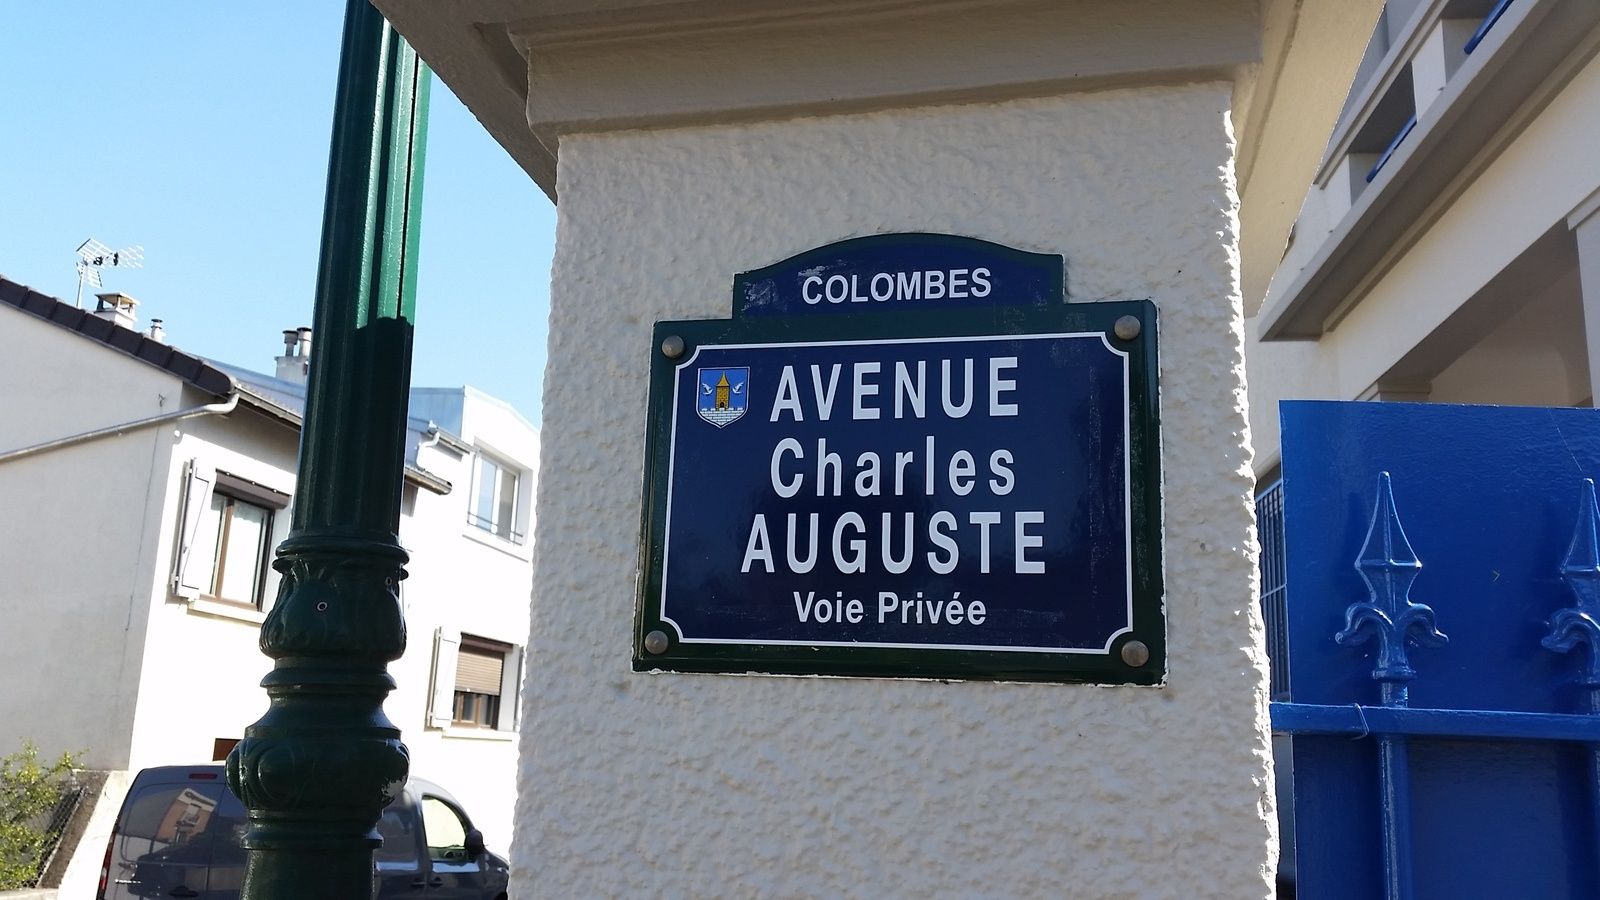 COLOMBES
AVENUE
Charles
AUGUSTE
Voie Privée